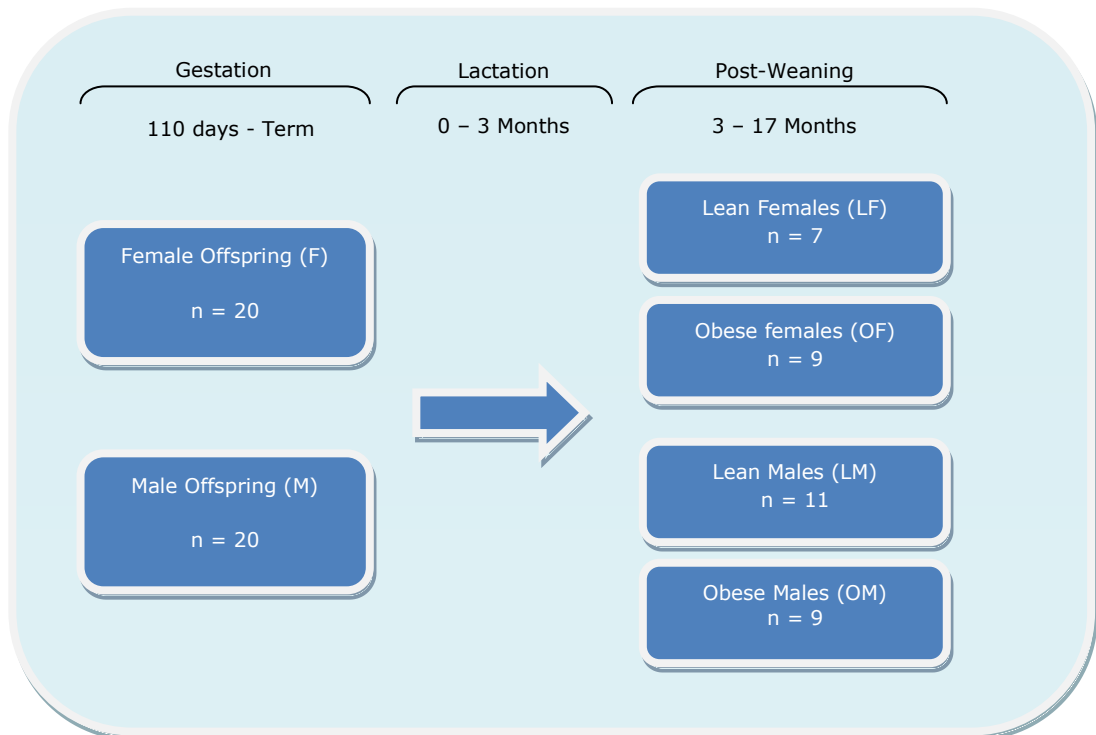 Gestation
Lactation
Post-Weaning
110 days - Term
0 – 3 Months
3 – 17 Months
Female Offspring (F)
n = 20
Male Offspring (M)
n = 20
Lean Females (LF)
n = 7
Obese females (OF)
n = 9
Lean Males (LM)
n = 11
Obese Males (OM)
n = 9